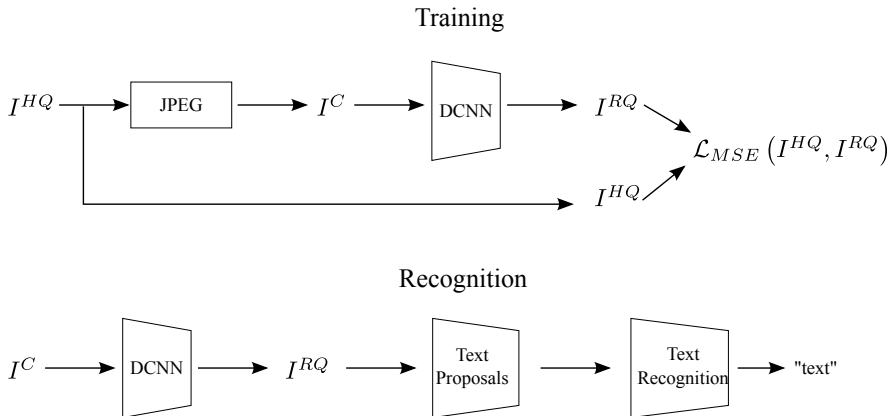 Training
I^{HQ} JPEG I^{C} DCNN I^{RQ}
\mathcal{L}_{MSE} (I^{HQ}, I^{RQ})
I^{HQ}
Recognition
I^{C} DCNN I^{RQ} Text Proposals Text Recognition "text"